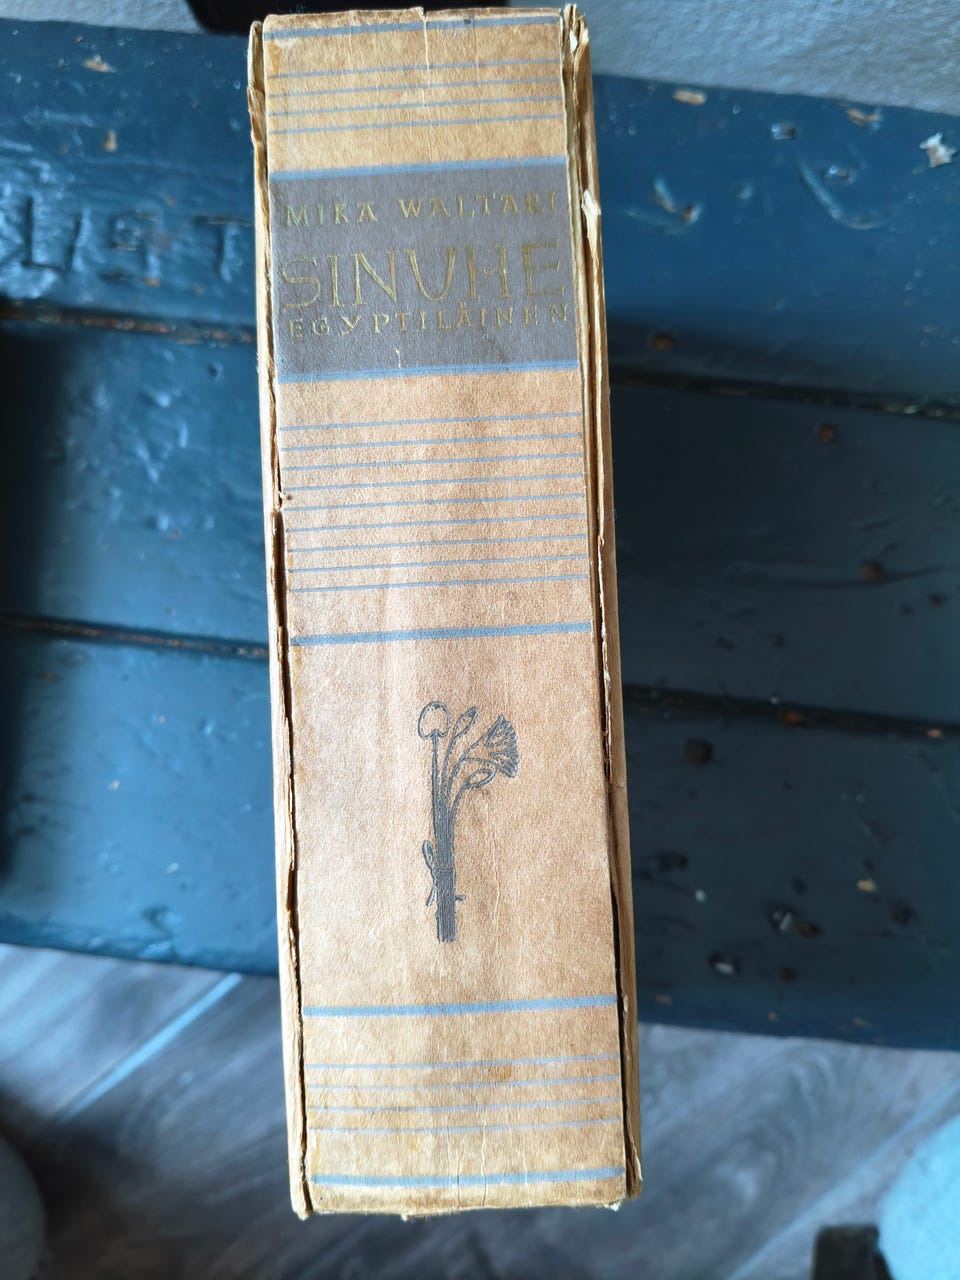 MIKA WALTARI
SINUHE
EGYPTILÄINEN